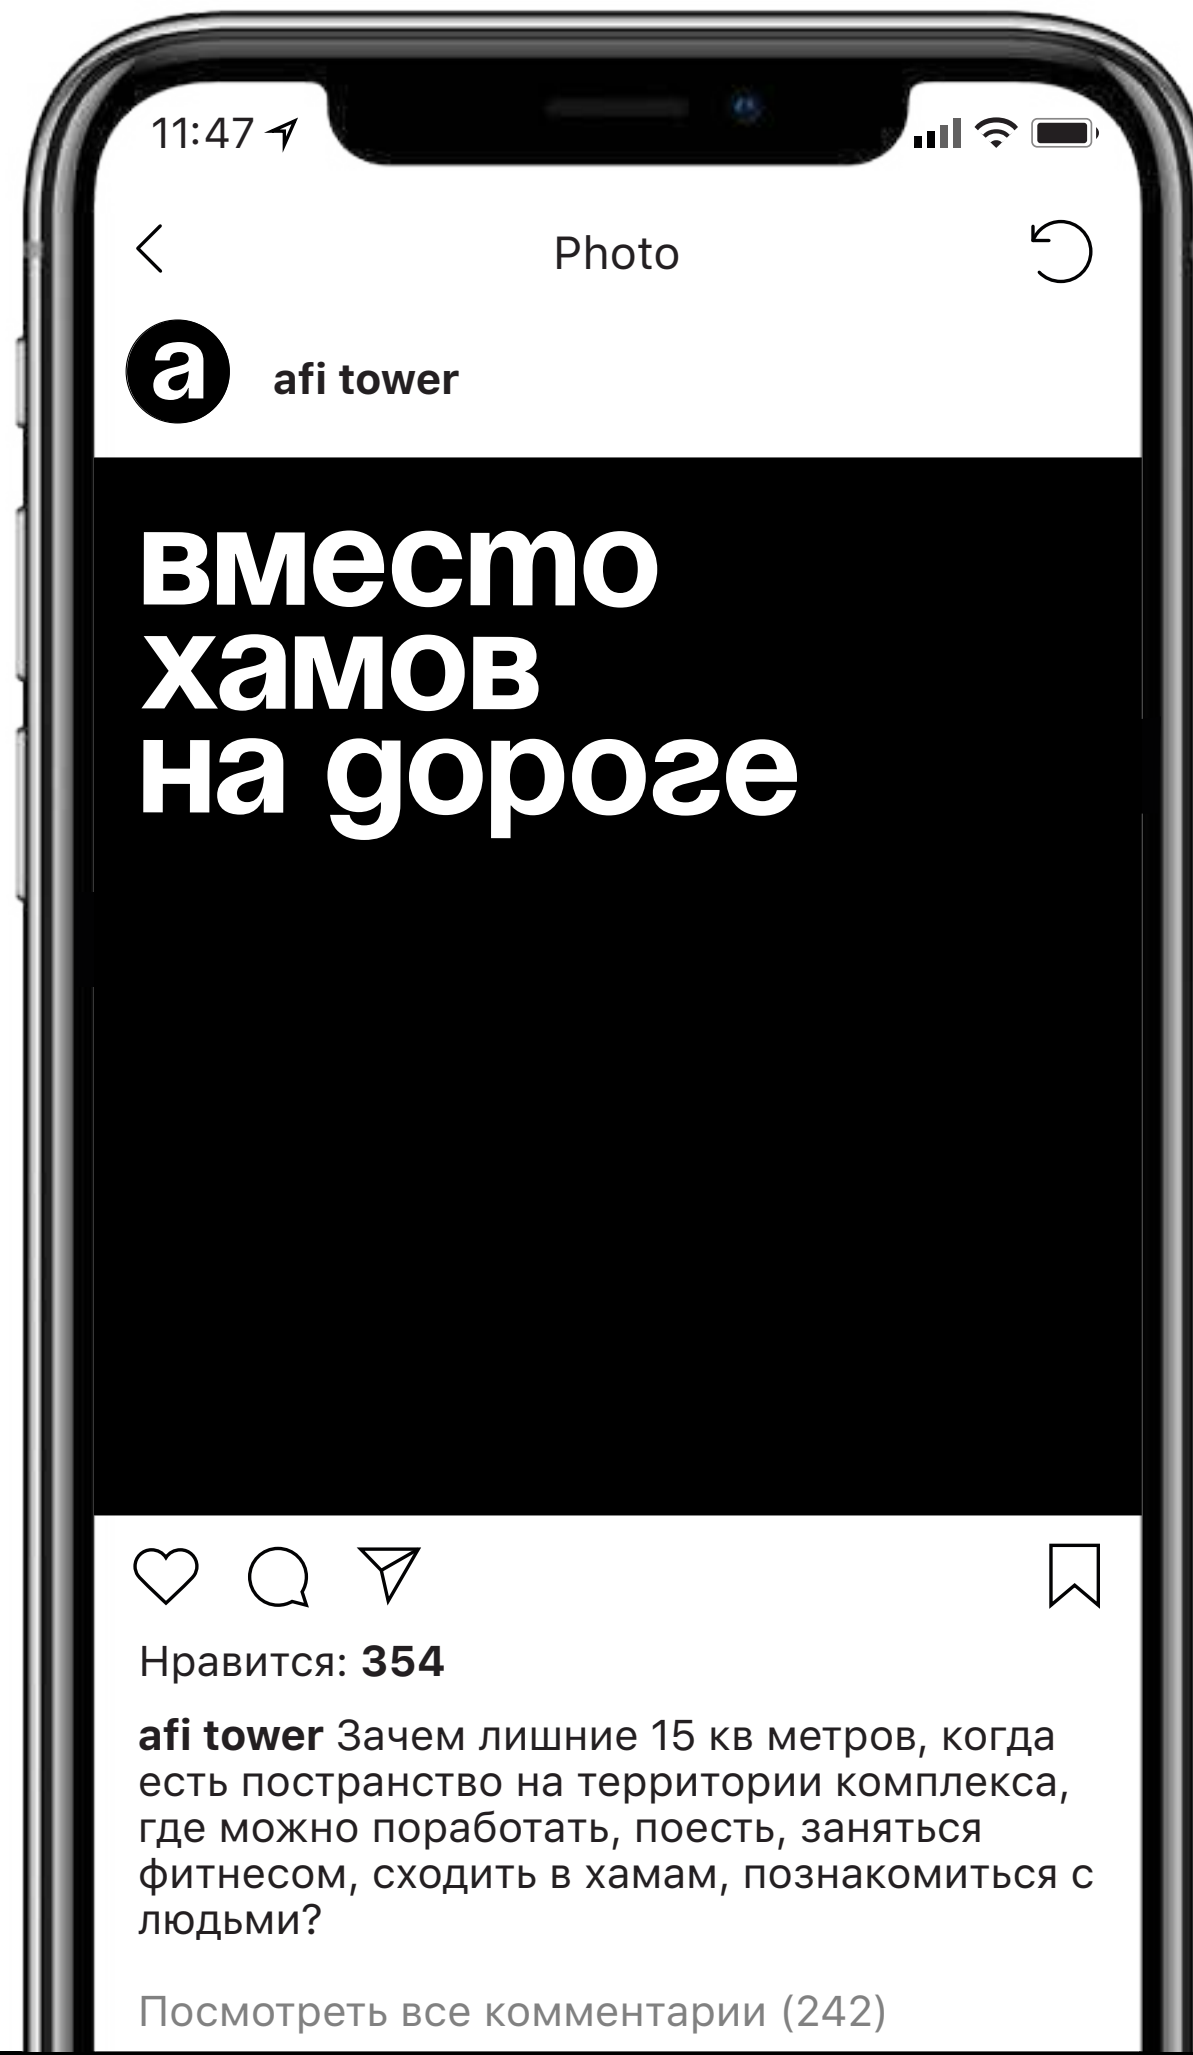 11:47
Photo
a
afi tower
вместо
хамов
на дороге
Нравится: 354
afi tower Зачем лишние 15 кв метров, когда
есть постранство на территории комплекса,
где можно поработать, поесть, заняться
фитнесом, сходить в хамам, познакомиться с
людьми?
Посмотреть все комментарии (242)